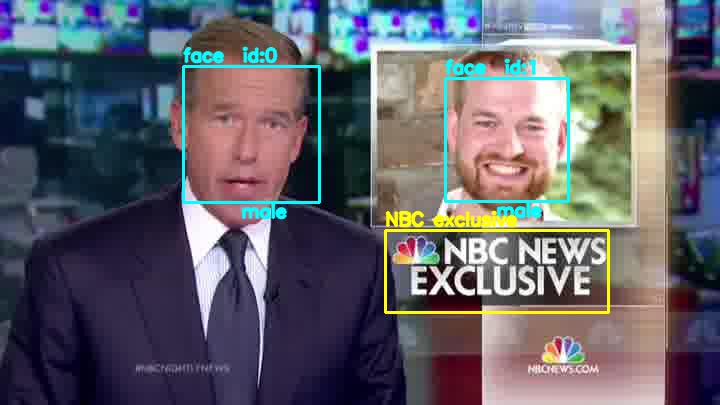 face id:0
face id:1
male
male
NBC exclusive
NBC NEWS
EXCLUSIVE
#NBCNIGHTLYNEWS
NBCNEWS.COM